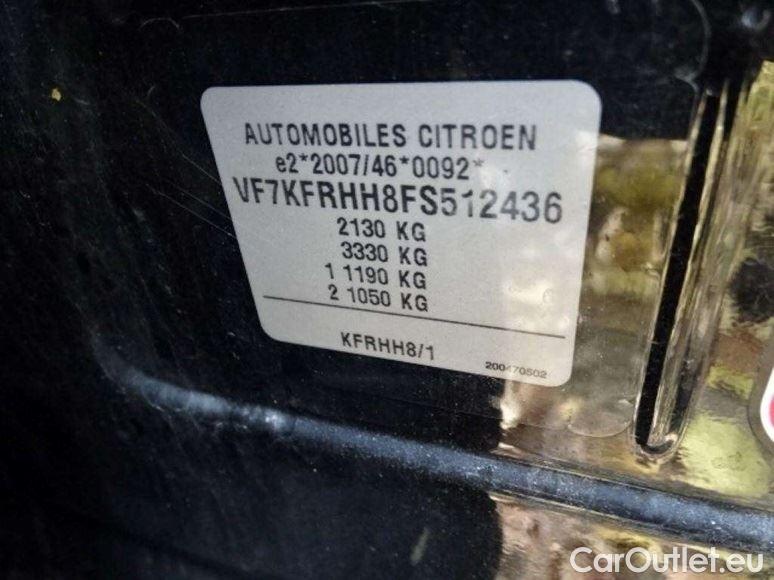 AUTOMOBILES CITROEN
e2*2007/46*0092*
VF7KFRHH8FS512436
2130 KG
3330 KG
1 1190 KG
2 1050 KG
KFRHH8/1
200470502
CarOutlet.eu